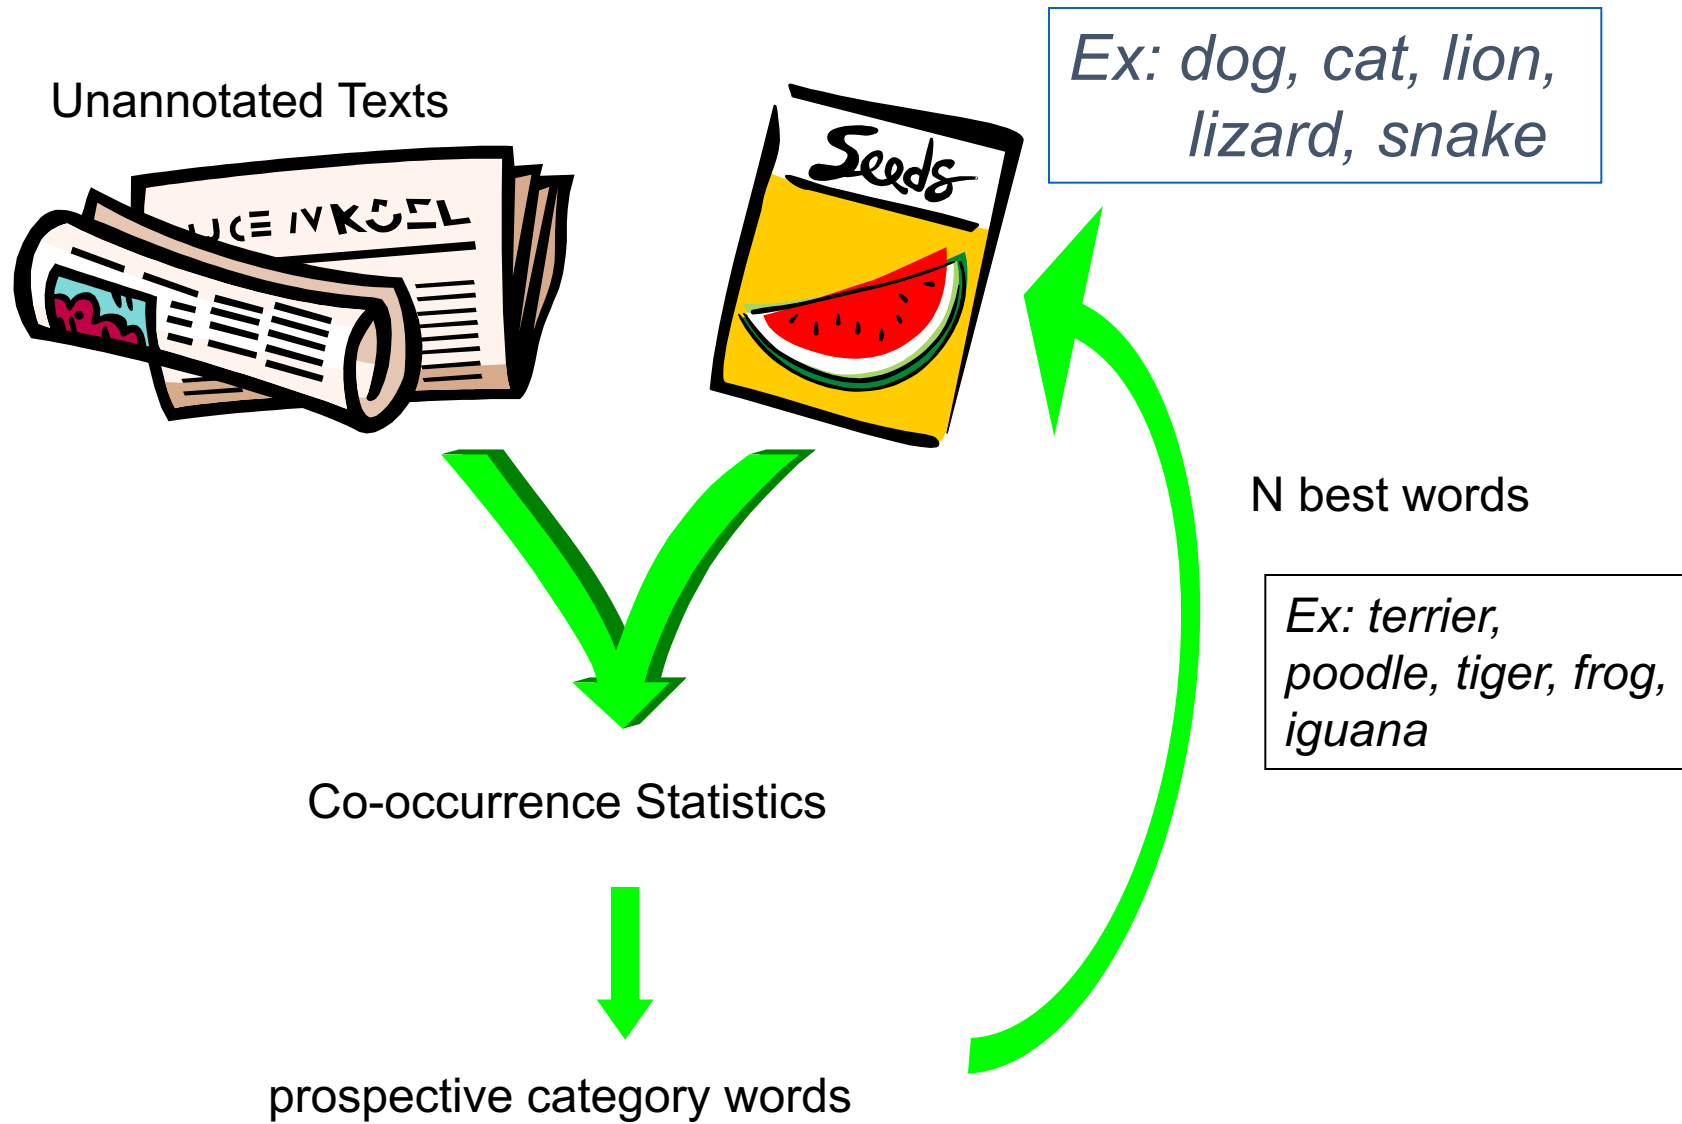 Unannotated Texts
Seeds
Ex: dog, cat, lion,
lizard, snake
N best words
Ex: terrier,
poodle, tiger, frog,
iguana
Co-occurrence Statistics
prospective category words